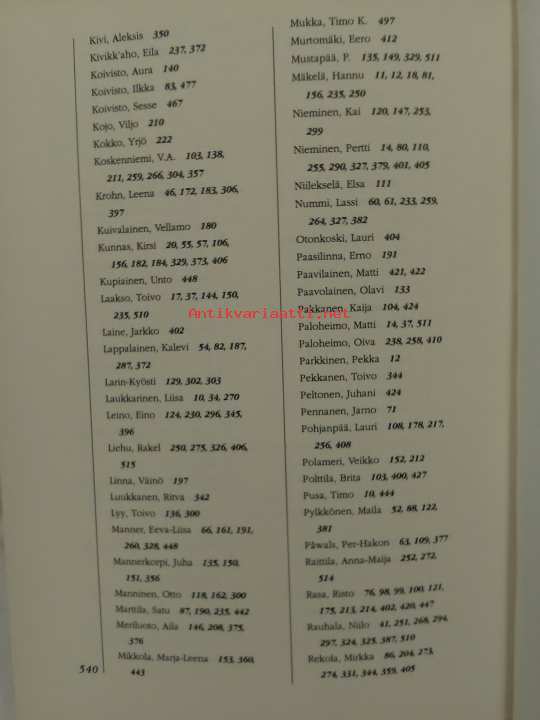 Kivi, Aleksis 350
Kivikk'aho, Eila 237, 372
Koivisto, Aura 140
Koivisto, Ilkka 83, 477
Koivisto, Sesse 467
Kojo, Viljo 210
Kokko, Yrjö 222
Koskenniemi, V.A. 103, 138,
211, 259, 266, 304, 357
Krohn, Leena 46, 172, 183, 306,
397
Kuivalainen, Vellamo 180
Kunnas, Kirsi 20, 55, 57, 106,
156, 182, 184, 329, 373, 406
Kupiainen, Unto 448
Laakso, Toivo 17, 37, 144, 150,
235, 510
Laine, Jarkko 402
Lappalainen, Kalevi 54, 82, 187,
287, 372
Larin-Kyösti 129, 302, 303
Laukkarinen, Liisa 10, 34, 270
Leino, Eino 124, 230, 296, 345,
396
Liehu, Rakel 250, 275, 326, 406,
515
Linna, Väinö 197
Luukkanen, Ritva 342
Lyy, Toivo 136, 300
Manner, Eeva-Liisa 66, 161, 191,
260, 328, 448
Mannerkorpi, Juha 135, 150,
151, 356
Manninen, Otto 118, 162, 300
Marttila, Satu 87, 190, 235, 442
Meriluoto, Aila 146, 208, 375,
376
Mikkola, Marja-Leena 153, 360,
443
540
Mukka, Timo K. 497
Murtomäki, Eero 412
Mustapää, P. 135, 149, 329, 511
Mäkelä, Hannu 11, 12, 18, 81,
156, 235, 250
Nieminen, Kai 120, 147, 253,
299
Nieminen, Pertti 14, 80, 110,
255, 290, 327, 379, 401, 405
Niilekselä, Elsa 111
Nummi, Lassi 60, 61, 233, 259,
264, 327, 382
Otonkoski, Lauri 404
Paasilinna, Erno 191
Paavilainen, Matti 421, 422
Paavolainen, Olavi 133
Pakkanen, Kaija 104, 424
Paloheimo, Matti 14, 37, 511
Paloheimo, Oiva 238, 258, 410
Parkkinen, Pekka 12
Pekkanen, Toivo 344
Peltonen, Juhani 424
Pennanen, Jarno 71
Pohjanpää, Lauri 108, 178, 217,
256, 408
Polameri, Veikko 152, 212
Polttila, Brita 103, 400, 427
Pusa, Timo 10, 444
Pylkkönen, Maila 52, 88, 122,
381
Påwals, Per-Hakon 63, 109, 377
Raittila, Anna-Maija 252, 272,
514
Rasa, Risto 76, 98, 99, 100, 121,
175, 213, 214, 402, 420, 447
Rauhala, Niilo 41, 251, 268, 294,
297, 324, 325, 387, 510
Rekola, Mirkka 86, 204, 273,
274, 331, 344, 359, 405
Antikvariaatti.net